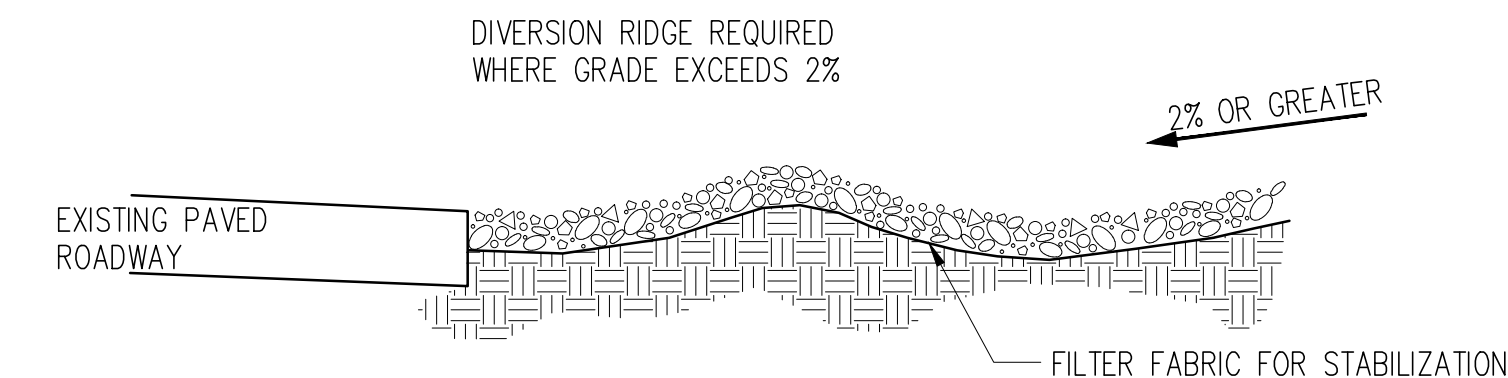 DIVERSION RIDGE REQUIRED
WHERE GRADE EXCEEDS 2%
2% OR GREATER
EXISTING PAVED
ROADWAY
FILTER FABRIC FOR STABILIZATION